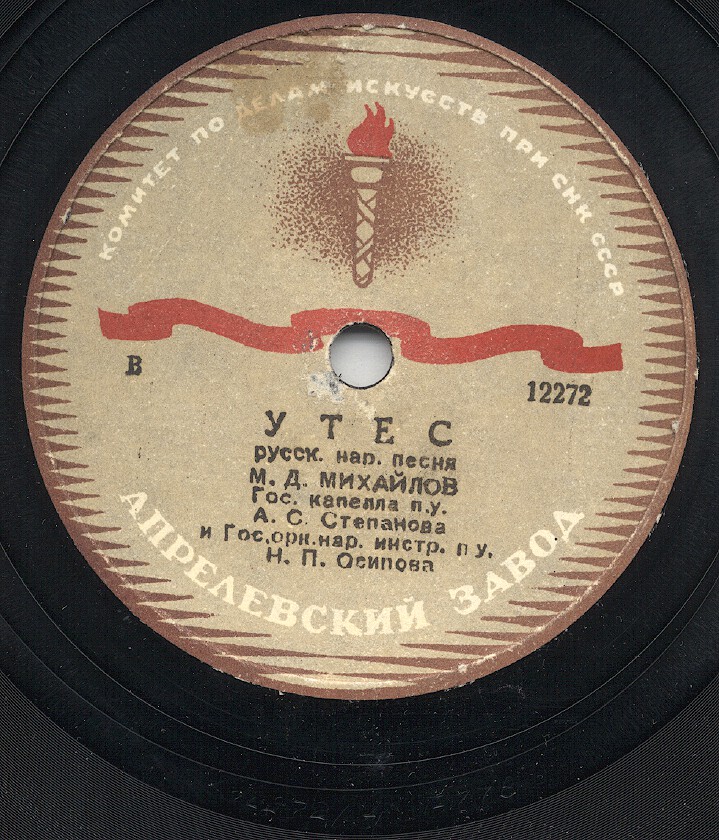 КОМИТЕТ ПО ДЕЛАМ ИСКУССТВ ПРИ СНК СССР
В
12272
УТЕС
русск. нар. песня
М. Д. МИХАЙЛОВ
Гос. капелла п.у.
А. С. Степанова
и Гос.орк.нар. инстр. п у.
Н. П. Осипова
АПРЕЛЕВСКИЙ ЗАВОД